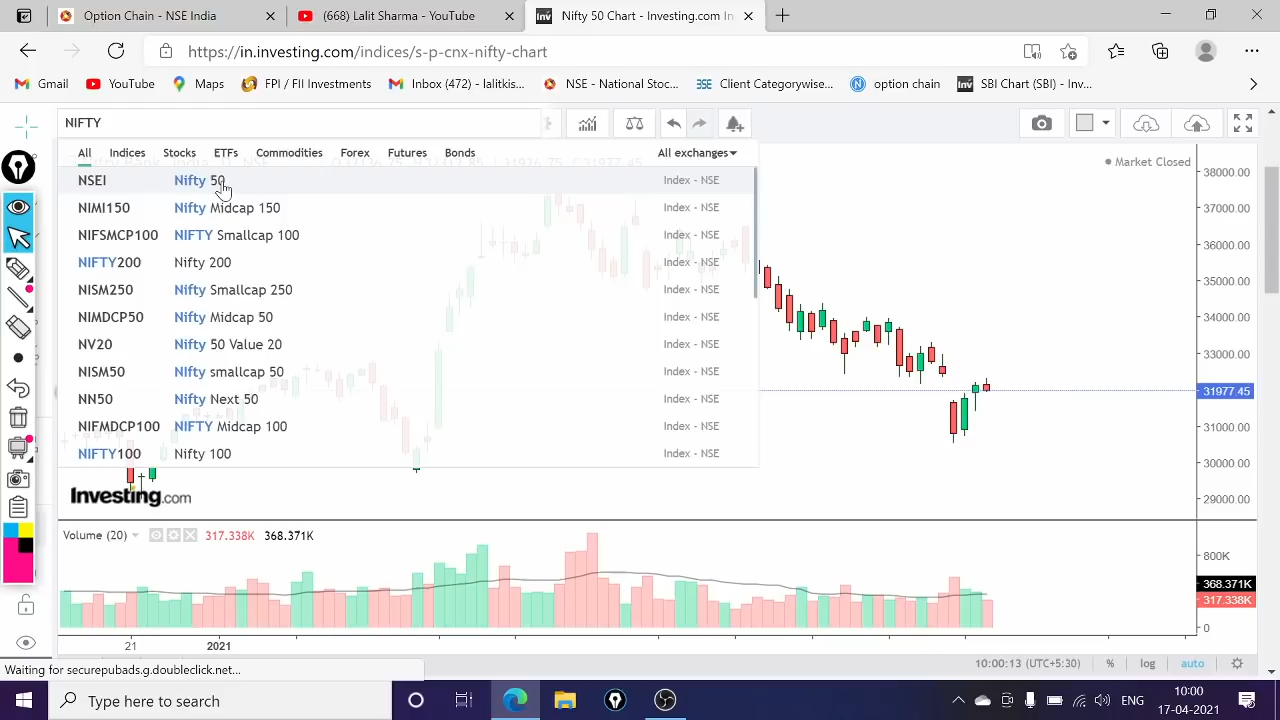 Option Chain
(668) Lalit Sharma - YouTube
Nifty 50 Chart - Investing.com In
https://in.investing.com/indices/s-p-cnx-nifty-chart
Gmail
YouTube
Maps
FPI / FII Investments
Inbox (472) - lalitkis...
NSE - National Stoc...
SSE Client Categorywise...
option chain
SBI Chart (SBI) - Inv...
NIFTY
All Indices Stocks ETFs Commodities Forex Futures Bonds All exchanges
Market Closed
NSEI Nifty 50 Index - NSE
NIMI150 Nifty Midcap 150 Index - NSE
NIFSMCP100 NIFTY Smallcap 100 Index - NSE
NIFTY200 Nifty 200 Index - NSE
NISM250 Nifty Smallcap 250 Index - NSE
NIMDCP50 Nifty Midcap 50 Index - NSE
NV20 Nifty 50 Value 20 Index - NSE
NISM50 Nifty smallcap 50 Index - NSE
NN50 Nifty Next 50 Index - NSE
NIFMDCP100 NIFTY Midcap 100 Index - NSE
NIFTY100 Nifty 100 Index - NSE
38000.00
37000.00
36000.00
35000.00
34000.00
33000.00
31977.45
31000.00
30000.00
29000.00
Investing.com
Volume (20) 317.338K 368.371K
800K
368.371K
317.338K
0
21 2021
10:00:13 (UTC+5:30) % log auto
Waiting for securepubads.g.doubleclick.net...
Type here to search
ENG
10:00
17-04-2021